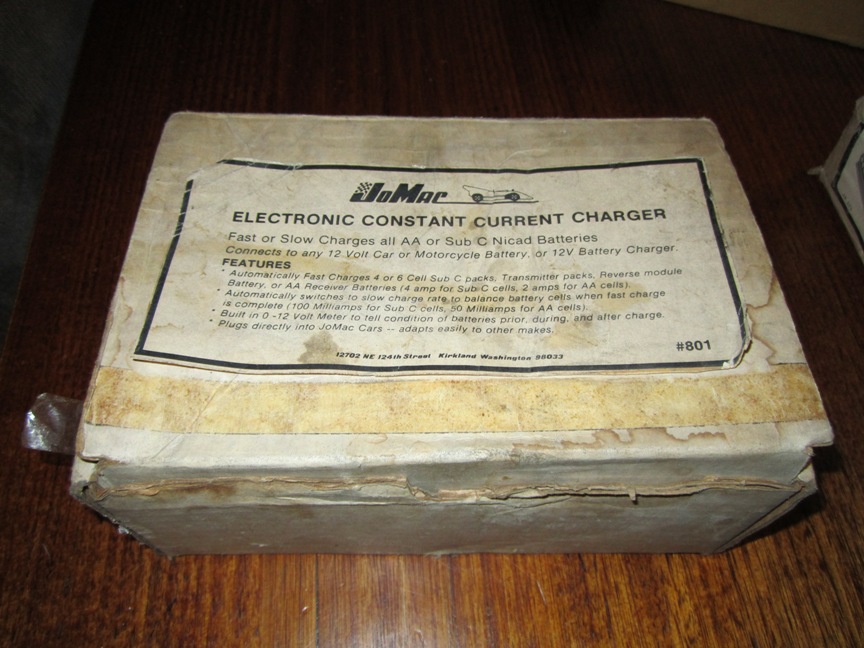 JoMac
ELECTRONIC CONSTANT CURRENT CHARGER
Fast or Slow Charges all AA or Sub C Nicad Batteries
Connects to any 12 Volt Car or Motorcycle Battery, or 12V Battery Charger.
FEATURES
* Automatically Fast Charges 4 or 6 Cell Sub C packs, Transmitter packs, Reverse module
Battery, or AA Receiver Batteries (4 amp for Sub C cells, 2 amps for AA cells).
* Automatically switches to slow charge rate to balance battery cells when fast charge
is complete (100 Milliamps for Sub C cells, 50 Milliamps for AA cells).
* Built in 0 -12 Volt Meter to tell condition of batteries prior, during, and after charge.
* Plugs directly into JoMac Cars -- adapts easily to other makes.
12702 NE 124th Street Kirkland Washington 98033
#801